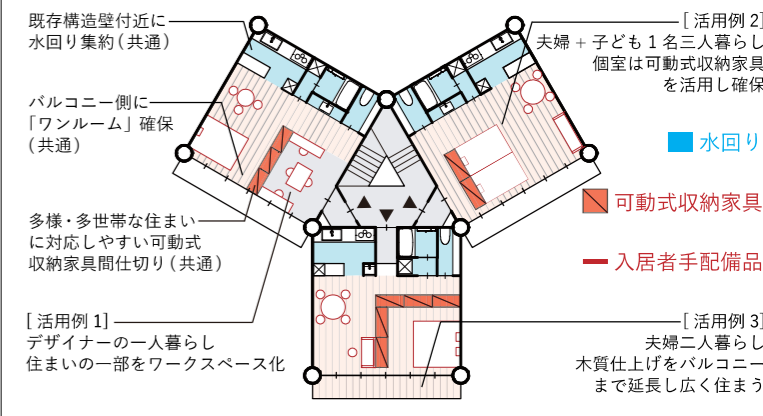 既存構造壁付近に
水回り集約(共通)
バルコニー側に
「ワンルーム」確保
(共通)
多様・多世帯な住まい
に対応しやすい可動式
収納家具間仕切り(共通)
[ 活用例 1]
デザイナーの一人暮らし
住まいの一部をワークスペース化
[ 活用例 2]
夫婦 + 子ども 1 名三人暮らし
個室は可動式収納家具
を活用し確保
水回り
可動式収納家具
入居者手配備品
[ 活用例 3]
夫婦二人暮らし
木質仕上げをバルコニー
まで延長し広く住まう